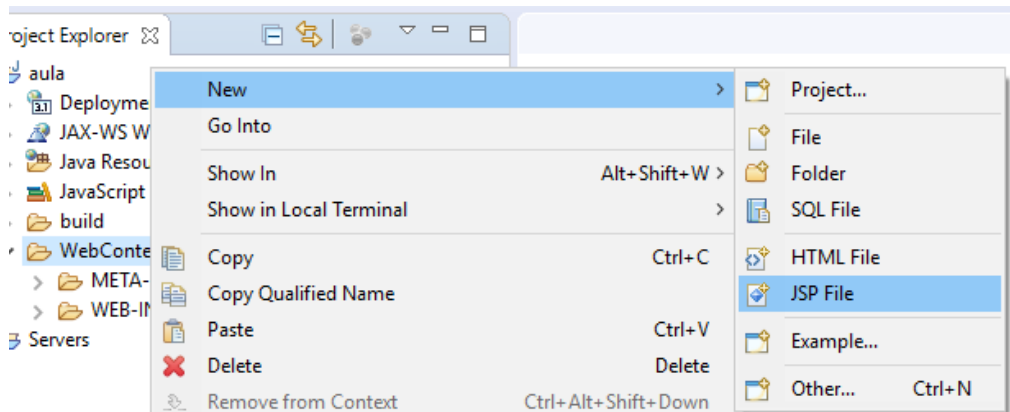 roject Explorer
aula
3.1 Deployme
JAX-WS W
Java Resou
JavaScript
build
WebConte
META-
WEB-IN
Servers
New >
Go Into
Show In Alt+Shift+W >
Show in Local Terminal >
Copy Ctrl+C
Copy Qualified Name
Paste Ctrl+V
Delete Delete
Remove from Context Ctrl+Alt+Shift+Down
Project...
File
Folder
SQL File
HTML File
JSP File
Example...
Other... Ctrl+N